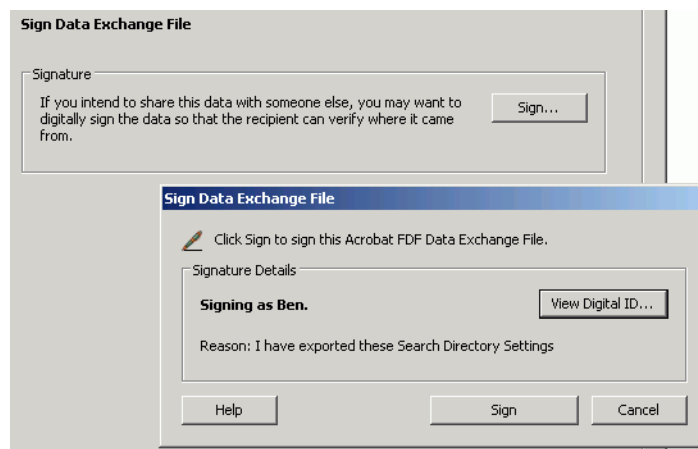 Sign Data Exchange File
Signature
If you intend to share this data with someone else, you may want to
digitally sign the data so that the recipient can verify where it came
from.
Sign...
Sign Data Exchange File
Click Sign to sign this Acrobat FDF Data Exchange File.
Signature Details
Signing as Ben.
View Digital ID...
Reason: I have exported these Search Directory Settings
Help
Sign
Cancel